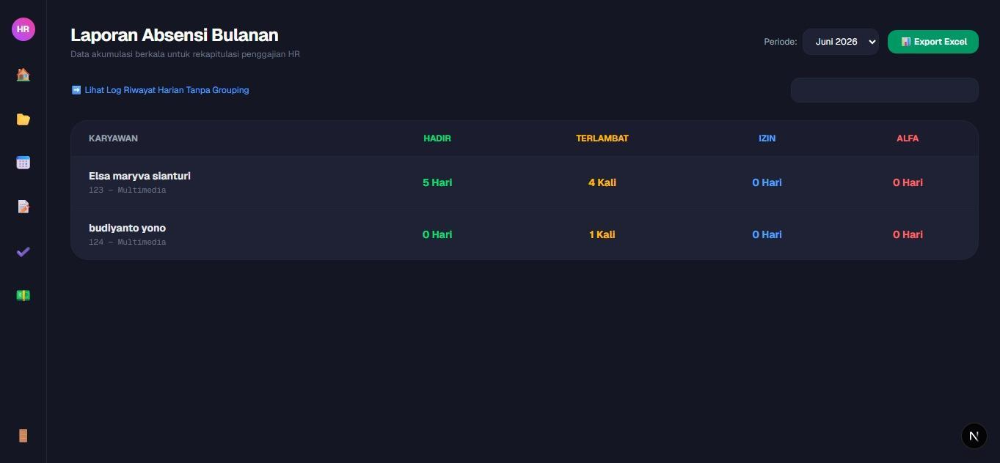 HR
Laporan Absensi Bulanan
Data akumulasi berkala untuk rekapitulasi penggajian HR
Periode: Juni 2026 Export Excel
Lihat Log Riwayat Harian Tanpa Grouping
KARYAWAN HADIR TERLAMBAT IZIN ALFA
Elsa maryva sianturi
123 — Multimedia
5 Hari 4 Kali 0 Hari 0 Hari
budiyanto yono
124 — Multimedia
0 Hari 1 Kali 0 Hari 0 Hari
N